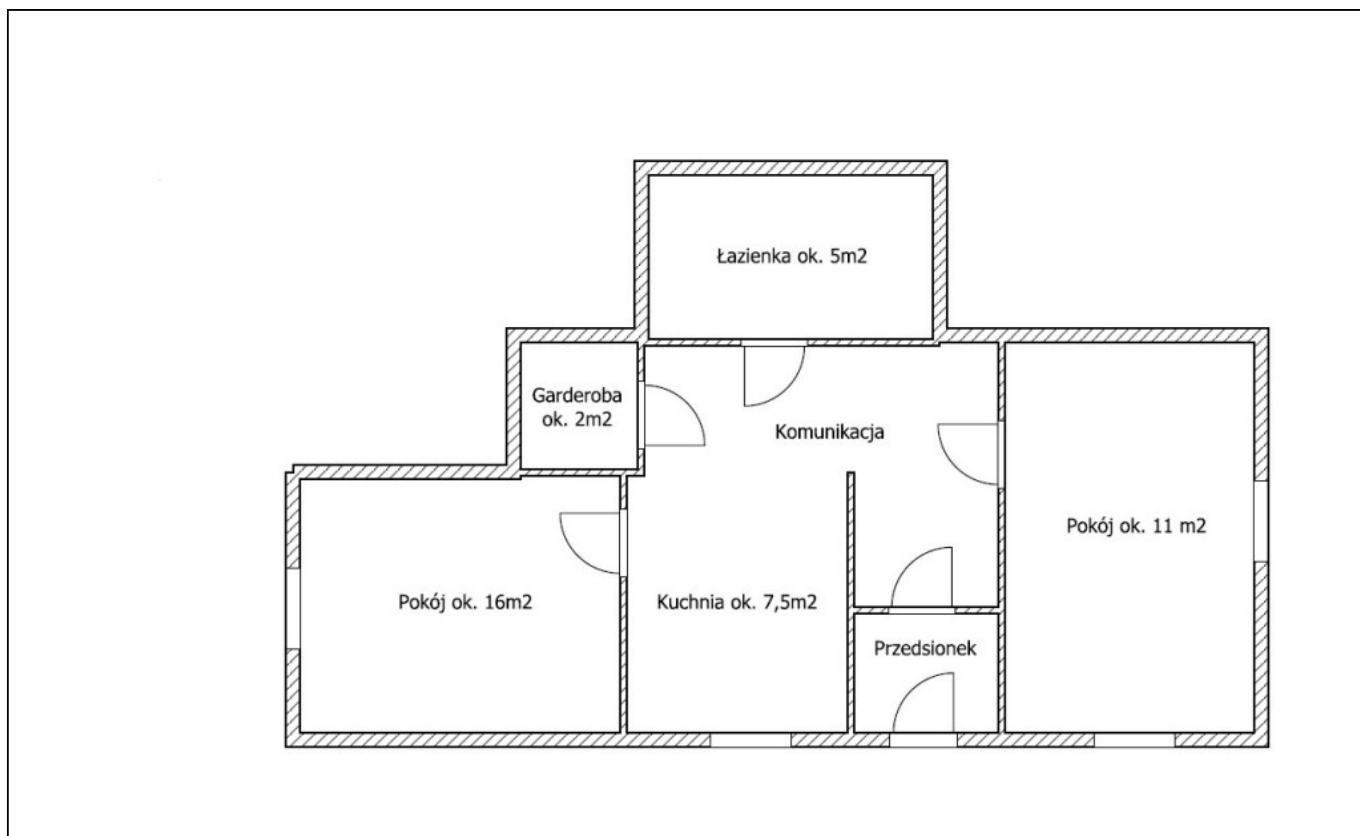 Łazienka ok. 5m2
Garderoba
ok. 2m2
Komunikacja
Pokój ok. 11 m2
Pokój ok. 16m2
Kuchnia ok. 7,5m2
Przedsionek